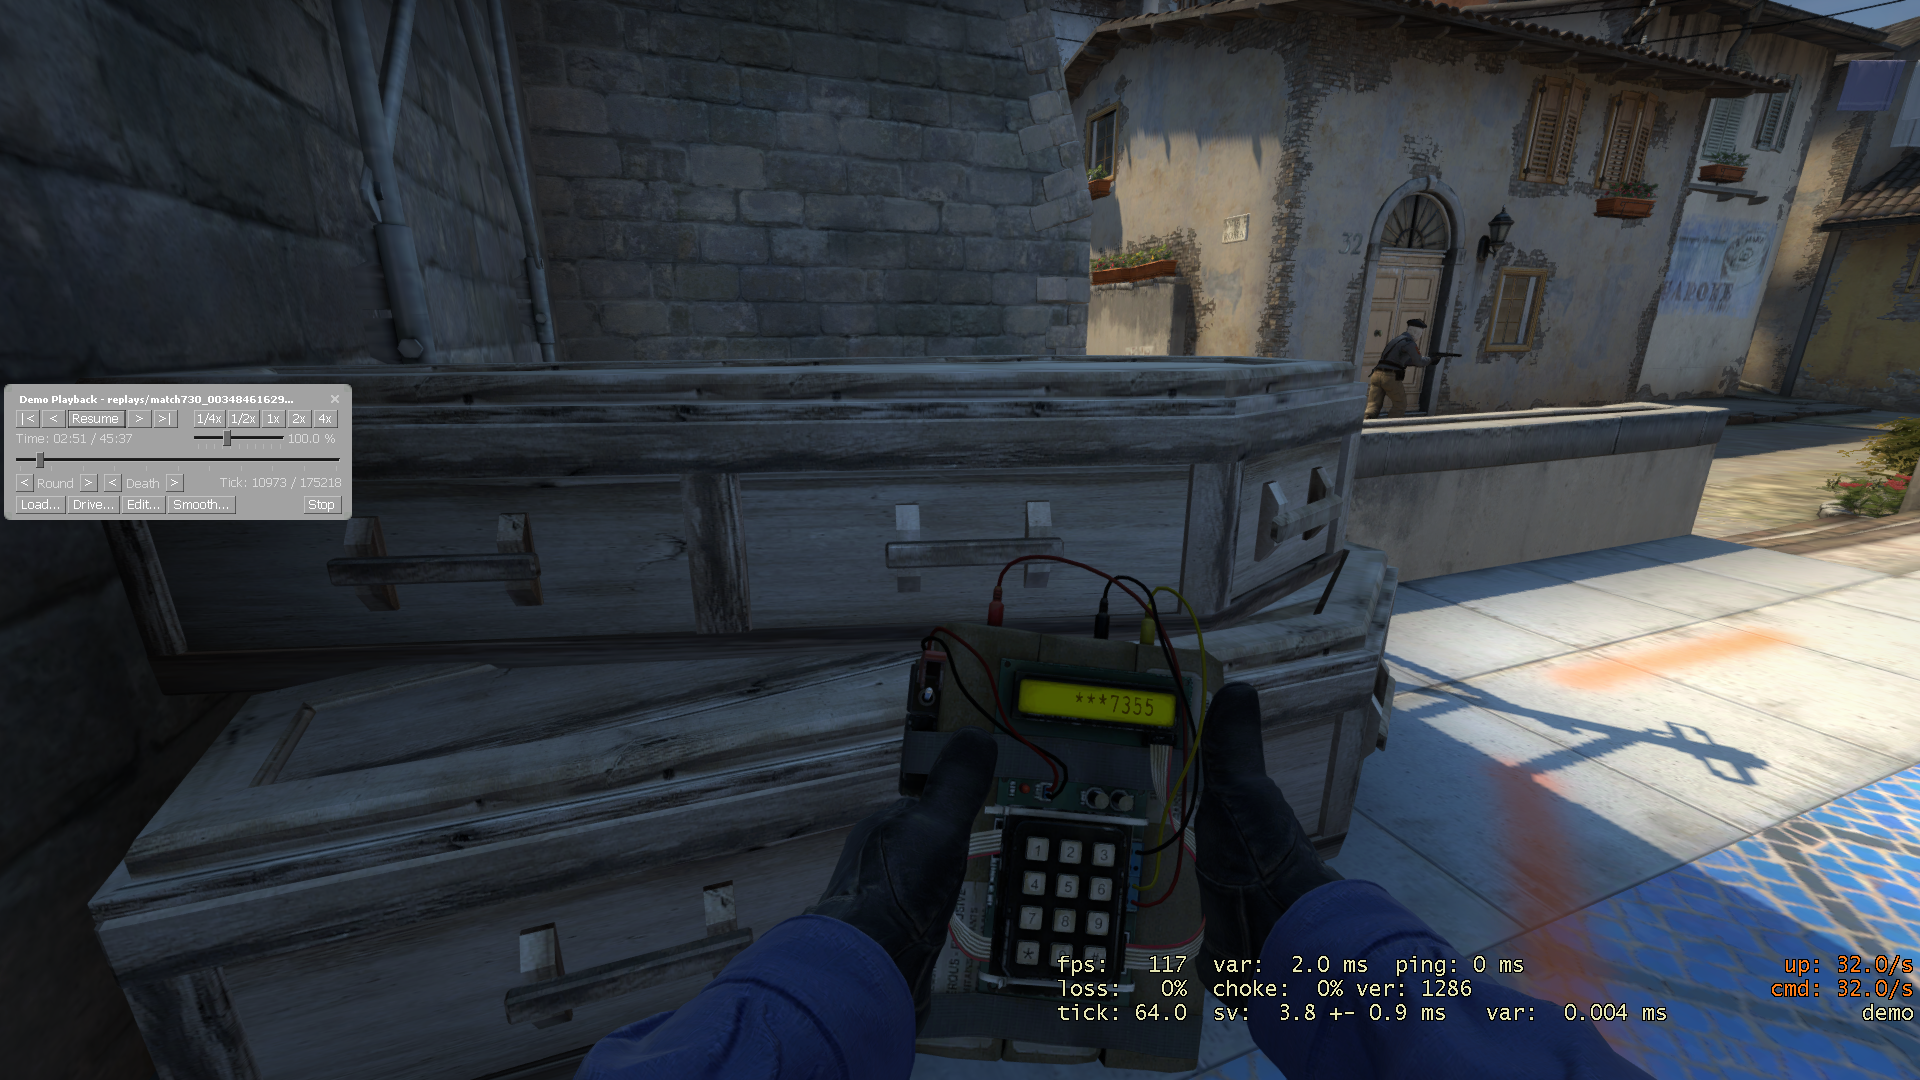 Demo Playback - replays/match730_00348461629...
|< < Resume > >| 1/4x 1/2x 1x 2x 4x
Time: 02:51 / 45:37 100.0 %
< Round > < Death > Tick: 10973 / 175218
Load... Drive... Edit... Smooth... Stop
32
***7355
1 2 3
4 5 6
7 8 9
*
fps: 117 var: 2.0 ms ping: 0 ms up: 32.0/s
loss: 0% choke: 0% ver: 1286 cmd: 32.0/s
tick: 64.0 sv: 3.8 +- 0.9 ms var: 0.004 ms demo